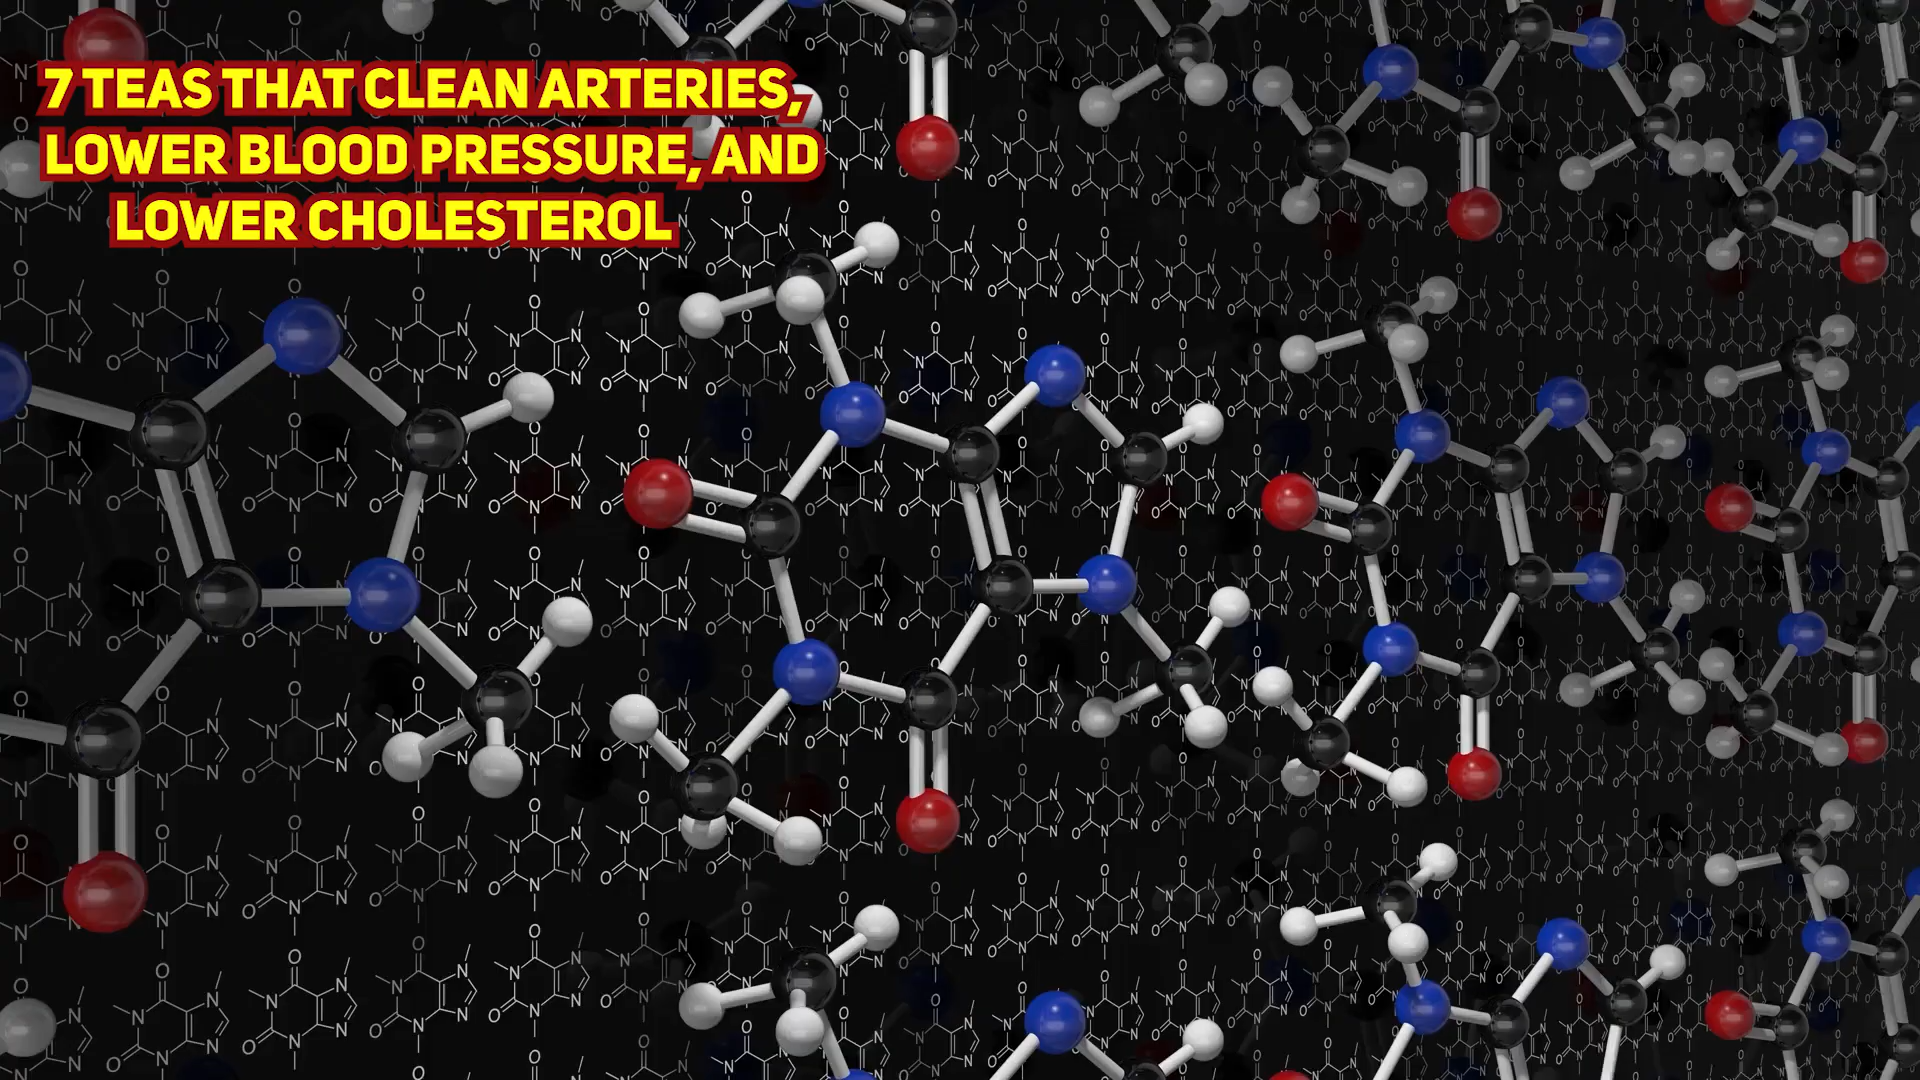 7 TEAS THAT CLEAN ARTERIES,
LOWER BLOOD PRESSURE, AND
LOWER CHOLESTEROL